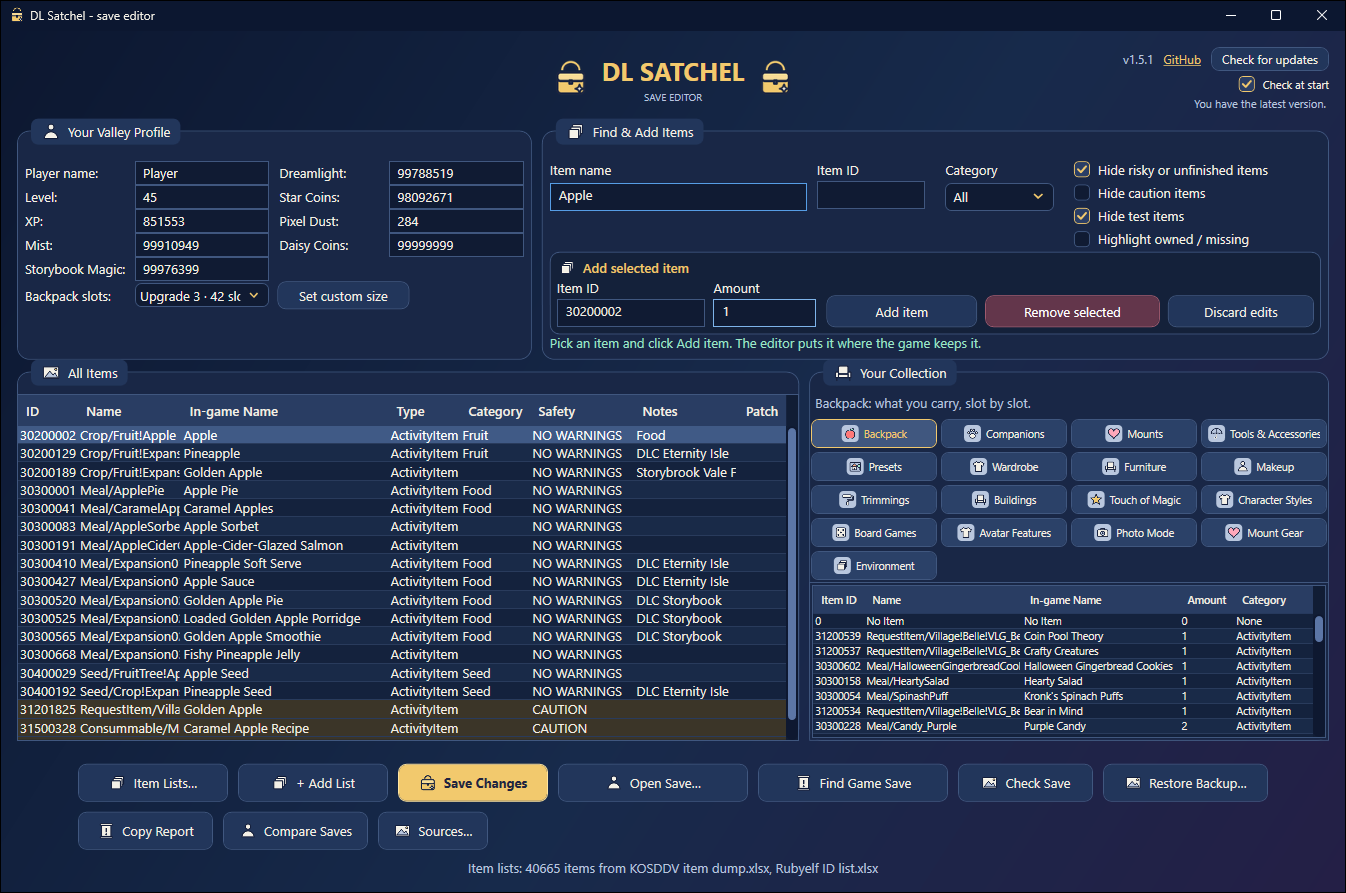 DL Satchel - save editor
DL SATCHEL
SAVE EDITOR
v1.5.1 GitHub Check for updates
Check at start
You have the latest version.
Your Valley Profile
Player name: Player Dreamlight: 99788519
Level: 45 Star Coins: 98092671
XP: 851553 Pixel Dust: 284
Mist: 99910949 Daisy Coins: 99999999
Storybook Magic: 99976399
Backpack slots: Upgrade 3 · 42 slc Set custom size
Find & Add Items
Item name Item ID Category
Apple All
Hide risky or unfinished items
Hide caution items
Hide test items
Highlight owned / missing
Add selected item
Item ID Amount
30200002 1 Add item Remove selected Discard edits
Pick an item and click Add item. The editor puts it where the game keeps it.
All Items
ID Name In-game Name Type Category Safety Notes Patch
30200002 Crop/Fruit!Apple Apple ActivityItem Fruit NO WARNINGS Food
30200129 Crop/Fruit!Expans Pineapple ActivityItem Fruit NO WARNINGS DLC Eternity Isle
30200189 Crop/Fruit!Expans Golden Apple ActivityItem NO WARNINGS Storybrook Vale F
30300001 Meal/ApplePie Apple Pie ActivityItem Food NO WARNINGS
30300041 Meal/CaramelApp Caramel Apples ActivityItem Food NO WARNINGS
30300083 Meal/AppleSorbe Apple Sorbet ActivityItem NO WARNINGS
30300191 Meal/AppleCider Apple-Cider-Glazed Salmon ActivityItem NO WARNINGS
30300410 Meal/Expansion0 Pineapple Soft Serve ActivityItem Food NO WARNINGS DLC Eternity Isle
30300427 Meal/Expansion0 Apple Sauce ActivityItem Food NO WARNINGS DLC Eternity Isle
30300520 Meal/Expansion0 Golden Apple Pie ActivityItem Food NO WARNINGS DLC Storybook
30300525 Meal/Expansion0 Loaded Golden Apple Porridge ActivityItem Food NO WARNINGS DLC Storybook
30300565 Meal/Expansion0 Golden Apple Smoothie ActivityItem Food NO WARNINGS DLC Storybook
30300668 Meal/Expansion0 Fishy Pineapple Jelly ActivityItem NO WARNINGS
30400029 Seed/FruitTree!Ap Apple Seed ActivityItem Seed NO WARNINGS
30400192 Seed/Crop!Expan Pineapple Seed ActivityItem Seed NO WARNINGS DLC Eternity Isle
31201825 RequestItem/Villa Golden Apple ActivityItem CAUTION
31500328 Consummable/M Caramel Apple Recipe ActivityItem CAUTION
Your Collection
Backpack: what you carry, slot by slot.
Backpack Companions Mounts Tools & Accessories
Presets Wardrobe Furniture Makeup
Trimmings Buildings Touch of Magic Character Styles
Board Games Avatar Features Photo Mode Mount Gear
Environment
Item ID Name In-game Name Amount Category
0 No Item No Item 0 None
31200539 RequestItem/Village!Belle!VLG_Be Coin Pool Theory 1 ActivityItem
31200537 RequestItem/Village!Belle!VLG_Be Crafty Creatures 1 ActivityItem
30300602 Meal/HalloweenGingerbreadCool Halloween Gingerbread Cookies 1 ActivityItem
30300158 Meal/HeartySalad Hearty Salad 1 ActivityItem
30300054 Meal/SpinashPuff Kronk's Spinach Puffs 1 ActivityItem
31200534 RequestItem/Village!Belle!VLG_Be Bear in Mind 1 ActivityItem
30300228 Meal/Candy_Purple Purple Candy 2 ActivityItem
Item Lists... + Add List Save Changes Open Save... Find Game Save Check Save Restore Backup...
Copy Report Compare Saves Sources...
Item lists: 40665 items from KOSDDV item dump.xlsx, Rubyelf ID list.xlsx